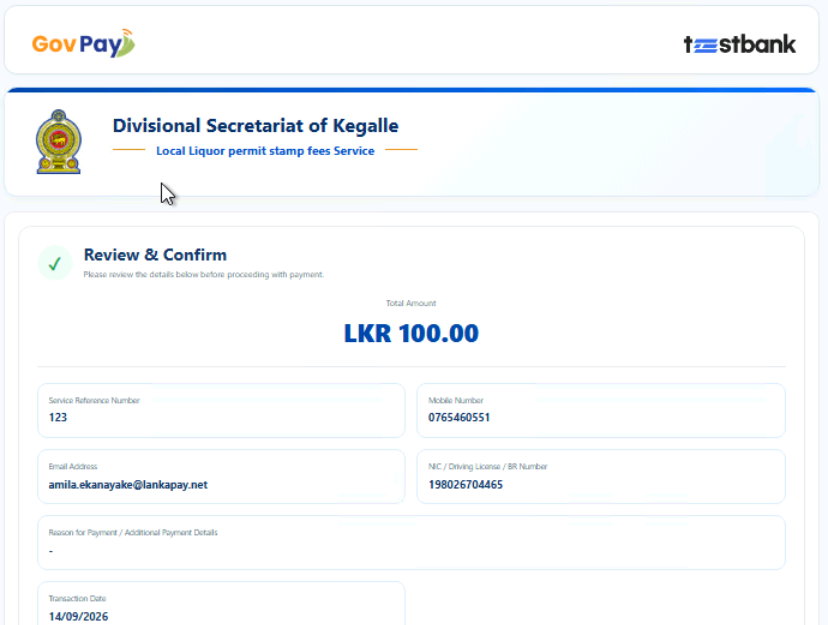 GovPay
testbank
Divisional Secretariat of Kegalle
Local Liquor permit stamp fees Service
Review & Confirm
Please review the details below before proceeding with payment.
Total Amount
LKR 100.00
Service Reference Number
123
Mobile Number
0765460551
Email Address
amila.ekanayake@lankapay.net
NIC / Driving License / BR Number
198026704465
Reason for Payment / Additional Payment Details
-
Transaction Date
14/09/2026